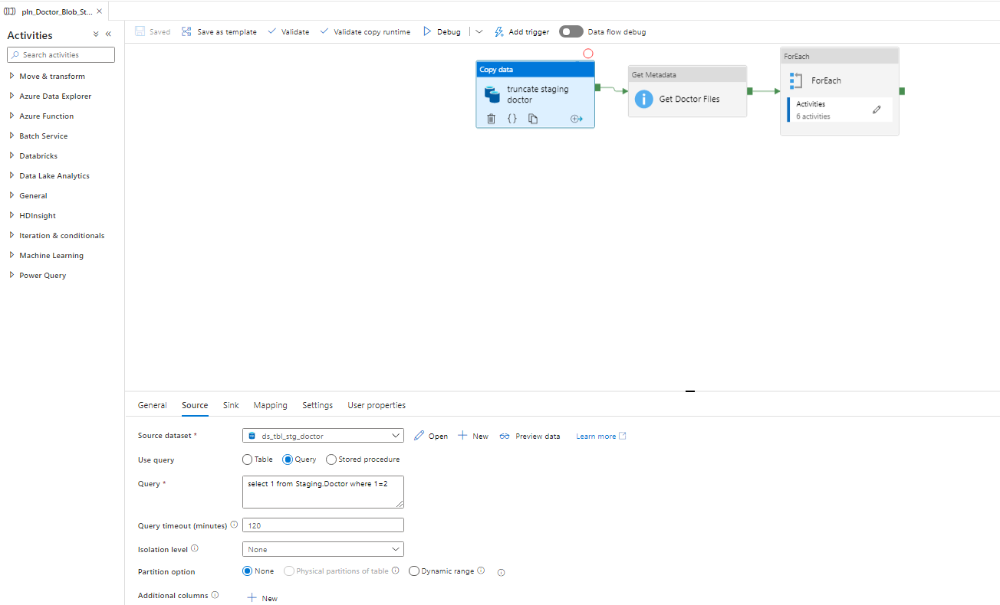 pln_Doctor_Blob_St...
Activities
Search activities
Move & transform
Azure Data Explorer
Azure Function
Batch Service
Databricks
Data Lake Analytics
General
HDInsight
Iteration & conditionals
Machine Learning
Power Query
Saved
Save as template
Validate
Validate copy runtime
Debug
Add trigger
Data flow debug
Copy data
truncate staging
doctor
Get Metadata
Get Doctor Files
ForEach
ForEach
Activities
6 activities
General
Source
Sink
Mapping
Settings
User properties
Source dataset *
ds_tbl_stg_doctor
Open
New
Preview data
Learn more
Use query
Table
Query
Stored procedure
Query *
select 1 from Staging.Doctor where 1=2
Query timeout (minutes)
120
Isolation level
None
Partition option
None
Physical partitions of table
Dynamic range
Additional columns
New